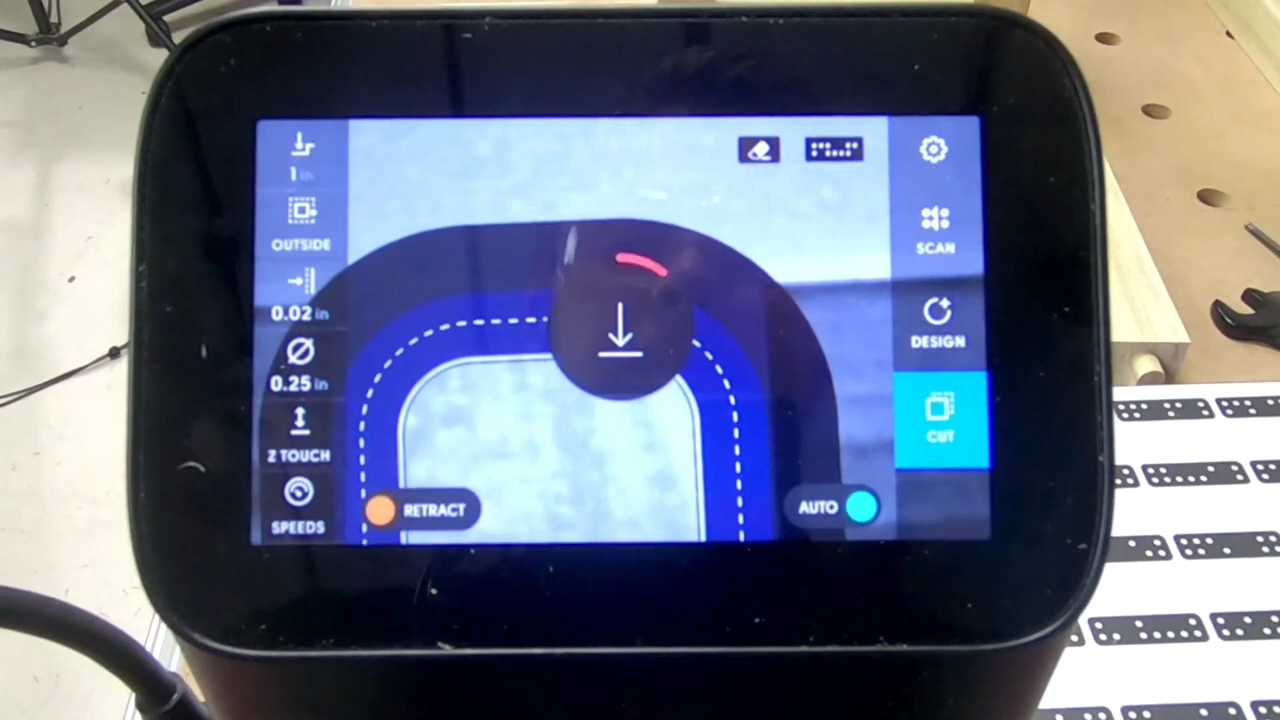 1 in
OUTSIDE
0.02 in
0.25 in
Z TOUCH
SPEEDS
RETRACT
AUTO
SCAN
DESIGN
CUT